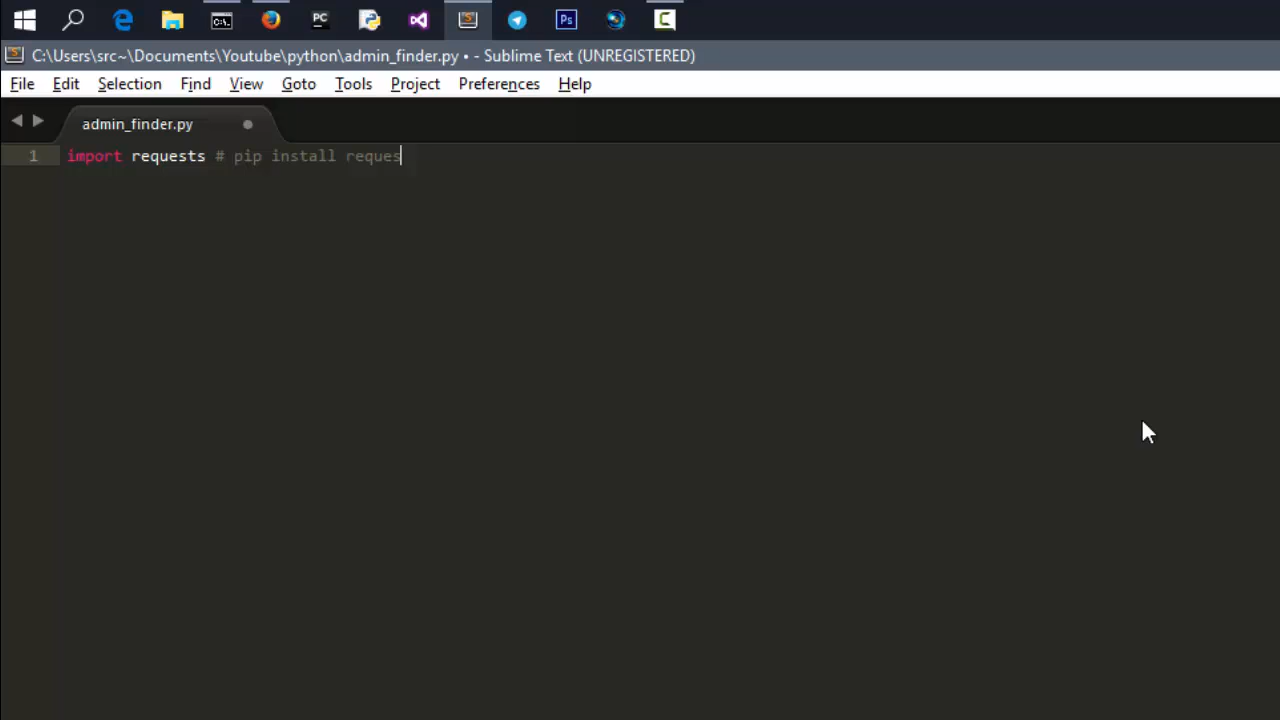 C:\Users\src~\Documents\Youtube\python\admin_finder.py • - Sublime Text (UNREGISTERED)
File Edit Selection Find View Goto Tools Project Preferences Help
admin_finder.py
1 import requests # pip install reques